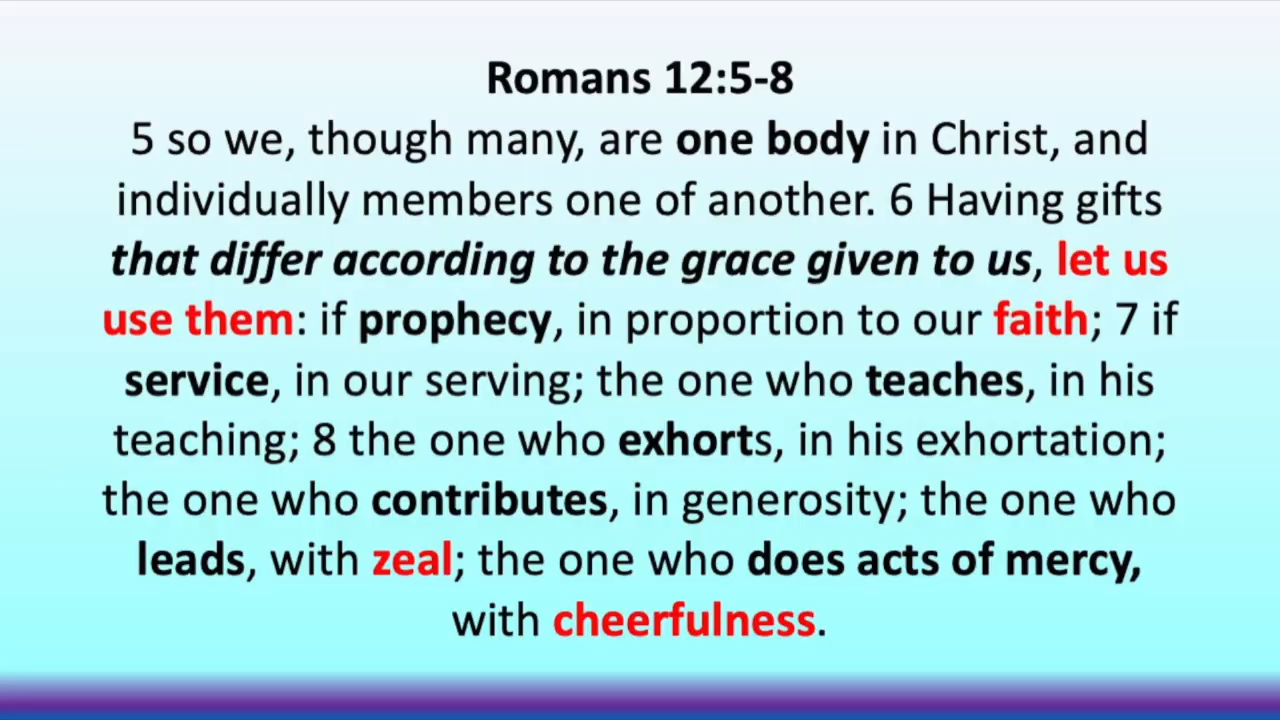 Romans 12:5-8
5 so we, though many, are one body in Christ, and
individually members one of another. 6 Having gifts
that differ according to the grace given to us, let us
use them: if prophecy, in proportion to our faith; 7 if
service, in our serving; the one who teaches, in his
teaching; 8 the one who exhorts, in his exhortation;
the one who contributes, in generosity; the one who
leads, with zeal; the one who does acts of mercy,
with cheerfulness.